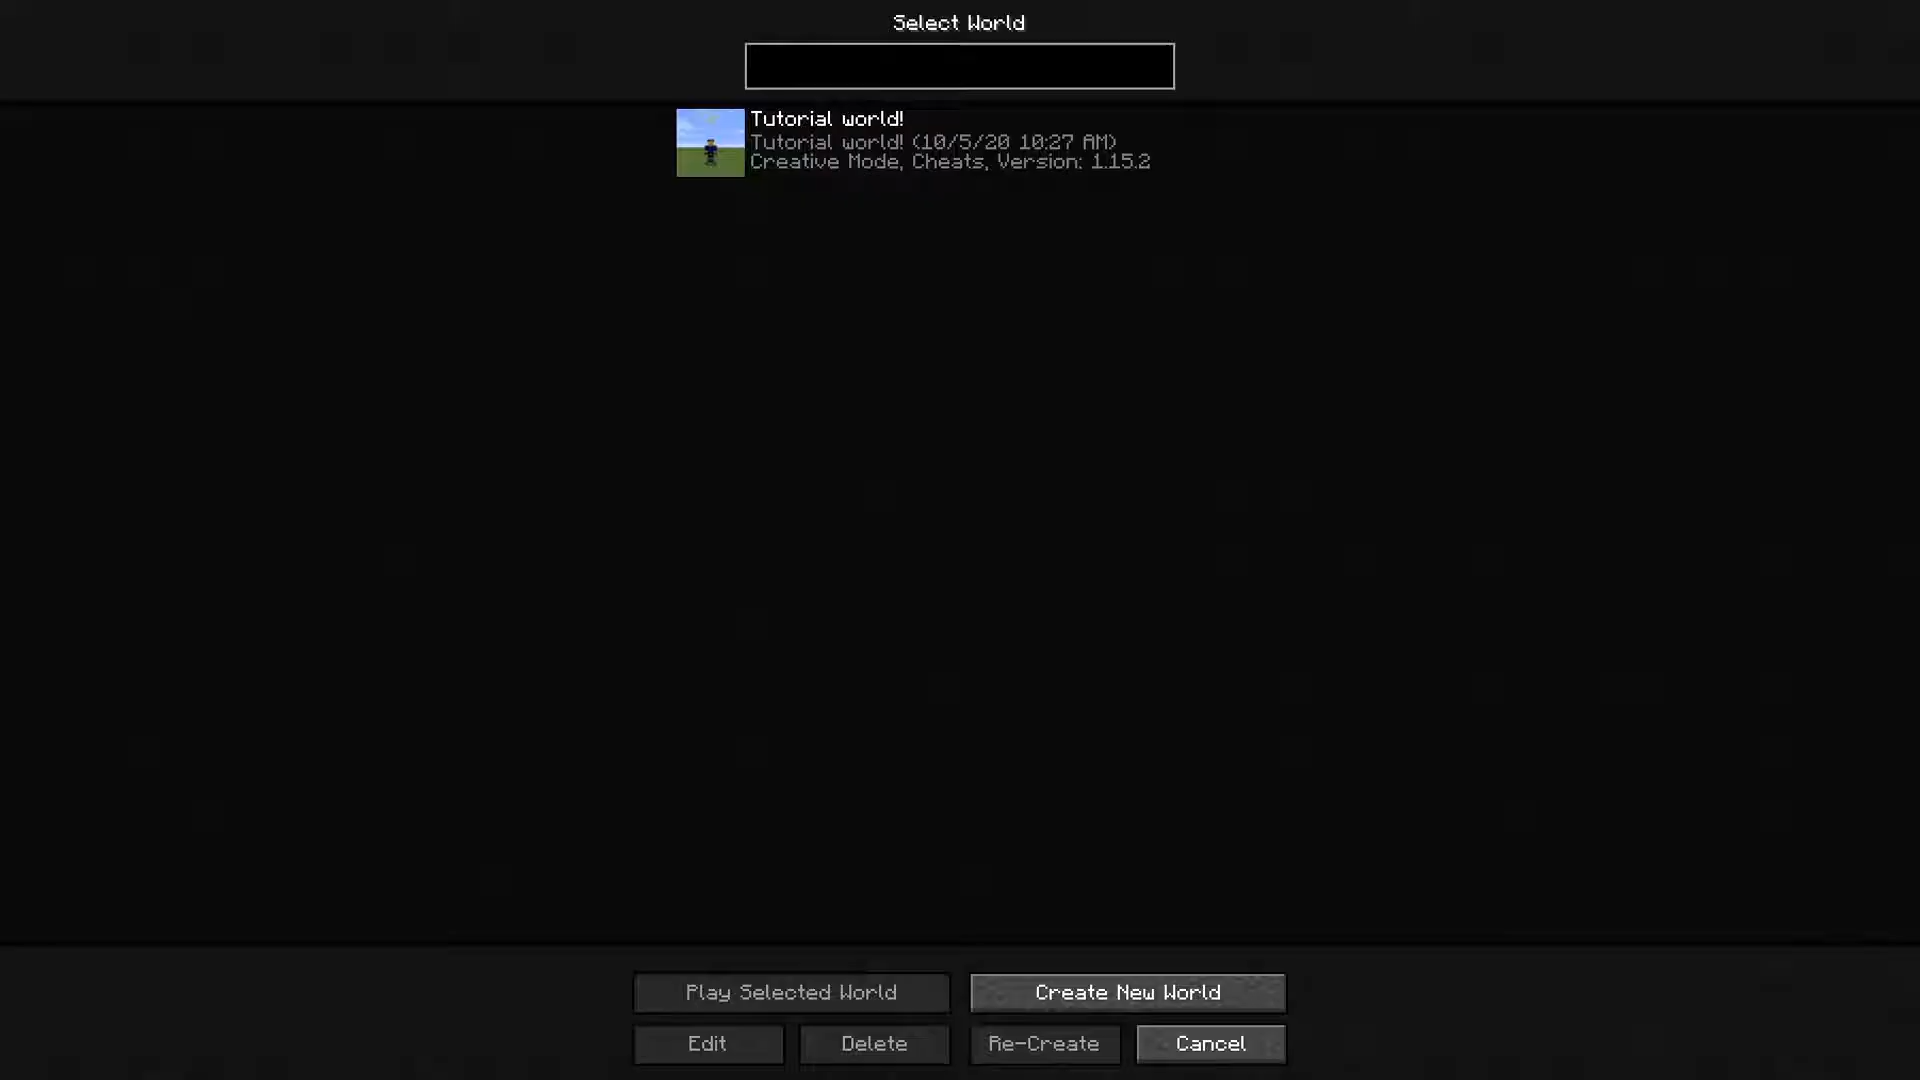 Select World
Tutorial world!
Tutorial world! (10/5/20 10:27 AM)
Creative Mode, Cheats, Version: 1.15.2
Play Selected World
Create New World
Edit
Delete
Re-Create
Cancel